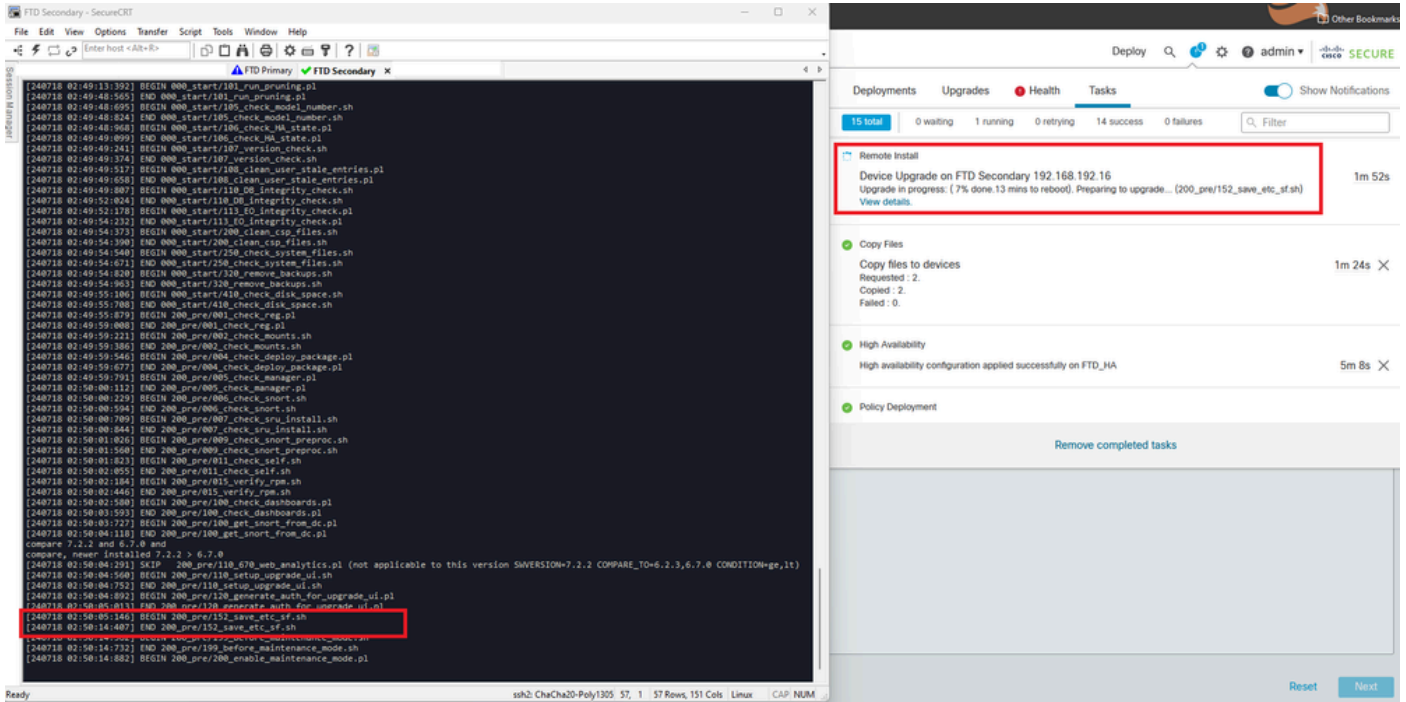 FTD Secondary - SecureCRT
File Edit View Options Transfer Script Tools Window Help
Enter host <Alt+R>
Session Manager
FTD Primary FTD Secondary ×
[240718 02:49:13:392] BEGIN 000_start/101_run_pruning.pl
[240718 02:49:48:565] END 000_start/101_run_pruning.pl
[240718 02:49:48:695] BEGIN 000_start/105_check_model_number.sh
[240718 02:49:48:824] END 000_start/105_check_model_number.sh
[240718 02:49:48:968] BEGIN 000_start/106_check_HA_state.pl
[240718 02:49:49:099] END 000_start/106_check_HA_state.pl
[240718 02:49:49:241] BEGIN 000_start/107_version_check.sh
[240718 02:49:49:374] END 000_start/107_version_check.sh
[240718 02:49:49:517] BEGIN 000_start/108_clean_user_stale_entries.pl
[240718 02:49:49:658] END 000_start/108_clean_user_stale_entries.pl
[240718 02:49:49:807] BEGIN 000_start/110_DB_integrity_check.sh
[240718 02:49:52:024] END 000_start/110_DB_integrity_check.sh
[240718 02:49:52:178] BEGIN 000_start/113_EO_integrity_check.pl
[240718 02:49:54:232] END 000_start/113_EO_integrity_check.pl
[240718 02:49:54:373] BEGIN 000_start/200_clean_csp_files.sh
[240718 02:49:54:390] END 000_start/200_clean_csp_files.sh
[240718 02:49:54:540] BEGIN 000_start/250_check_system_files.sh
[240718 02:49:54:671] END 000_start/250_check_system_files.sh
[240718 02:49:54:820] BEGIN 000_start/320_remove_backups.sh
[240718 02:49:54:963] END 000_start/320_remove_backups.sh
[240718 02:49:55:106] BEGIN 000_start/410_check_disk_space.sh
[240718 02:49:55:708] END 000_start/410_check_disk_space.sh
[240718 02:49:55:879] BEGIN 200_pre/001_check_reg.pl
[240718 02:49:59:008] END 200_pre/001_check_reg.pl
[240718 02:49:59:221] BEGIN 200_pre/002_check_mounts.sh
[240718 02:49:59:386] END 200_pre/002_check_mounts.sh
[240718 02:49:59:546] BEGIN 200_pre/004_check_deploy_package.pl
[240718 02:49:59:677] END 200_pre/004_check_deploy_package.pl
[240718 02:49:59:791] BEGIN 200_pre/005_check_manager.pl
[240718 02:50:00:112] END 200_pre/005_check_manager.pl
[240718 02:50:00:229] BEGIN 200_pre/006_check_snort.sh
[240718 02:50:00:594] END 200_pre/006_check_snort.sh
[240718 02:50:00:709] BEGIN 200_pre/007_check_sru_install.sh
[240718 02:50:00:844] END 200_pre/007_check_sru_install.sh
[240718 02:50:01:026] BEGIN 200_pre/009_check_snort_preproc.sh
[240718 02:50:01:560] END 200_pre/009_check_snort_preproc.sh
[240718 02:50:01:823] BEGIN 200_pre/011_check_self.sh
[240718 02:50:02:055] END 200_pre/011_check_self.sh
[240718 02:50:02:184] BEGIN 200_pre/015_verify_rpm.sh
[240718 02:50:02:446] END 200_pre/015_verify_rpm.sh
[240718 02:50:02:580] BEGIN 200_pre/100_check_dashboards.pl
[240718 02:50:03:593] END 200_pre/100_check_dashboards.pl
[240718 02:50:03:727] BEGIN 200_pre/100_get_snort_from_dc.pl
[240718 02:50:04:118] END 200_pre/100_get_snort_from_dc.pl
compare 7.2.2 and 6.7.0 and
compare, newer installed 7.2.2 > 6.7.0
[240718 02:50:04:291] SKIP 200_pre/110_670_web_analytics.pl (not applicable to this version SWVERSION=7.2.2 COMPARE_TO=6.2.3,6.7.0 CONDITION=ge,lt)
[240718 02:50:04:560] BEGIN 200_pre/110_setup_upgrade_ui.sh
[240718 02:50:04:752] END 200_pre/110_setup_upgrade_ui.sh
[240718 02:50:04:892] BEGIN 200_pre/120_generate_auth_for_upgrade_ui.pl
[240718 02:50:05:013] END 200_pre/120_generate_auth_for_upgrade_ui.pl
[240718 02:50:05:146] BEGIN 200_pre/152_save_etc_sf.sh
[240718 02:50:14:407] END 200_pre/152_save_etc_sf.sh
BEGIN 200_pre/199_before_maintenance_mode.sh
[240718 02:50:14:732] END 200_pre/199_before_maintenance_mode.sh
[240718 02:50:14:882] BEGIN 200_pre/200_enable_maintenance_mode.pl
Ready ssh2: ChaCha20-Poly1305 57, 1 57 Rows, 151 Cols Linux CAP NUM
Other Bookmarks
Deploy admin cisco SECURE
Deployments Upgrades Health Tasks Show Notifications
15 total 0 waiting 1 running 0 retrying 14 success 0 failures Filter
Remote Install
Device Upgrade on FTD Secondary 192.168.192.16 1m 52s
Upgrade in progress: ( 7% done.13 mins to reboot). Preparing to upgrade... (200_pre/152_save_etc_sf.sh)
View details.
Copy Files
Copy files to devices 1m 24s
Requested : 2.
Copied : 2.
Failed : 0.
High Availability
High availability configuration applied successfully on FTD_HA 5m 8s
Policy Deployment
Remove completed tasks
Reset Next